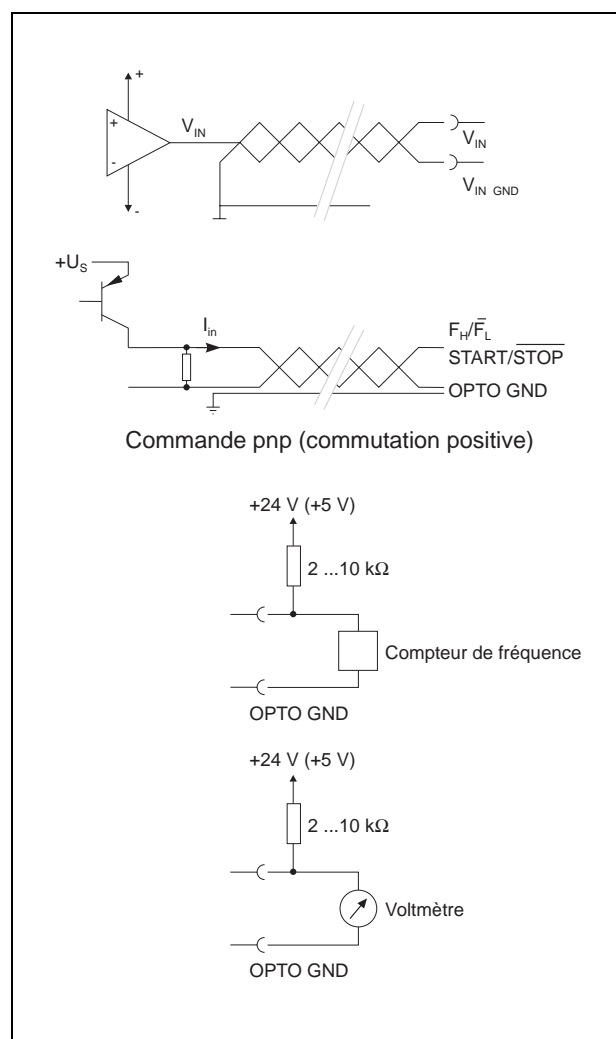 +
+
V_IN
-
-
V_IN
V_IN GND
+U_S
I_in
F_H/F̅_L
START/S̅T̅O̅P̅
OPTO GND
Commande pnp (commutation positive)
+24 V (+5 V)
2 ...10 kΩ
Compteur de fréquence
OPTO GND
+24 V (+5 V)
2 ...10 kΩ
Voltmètre
OPTO GND